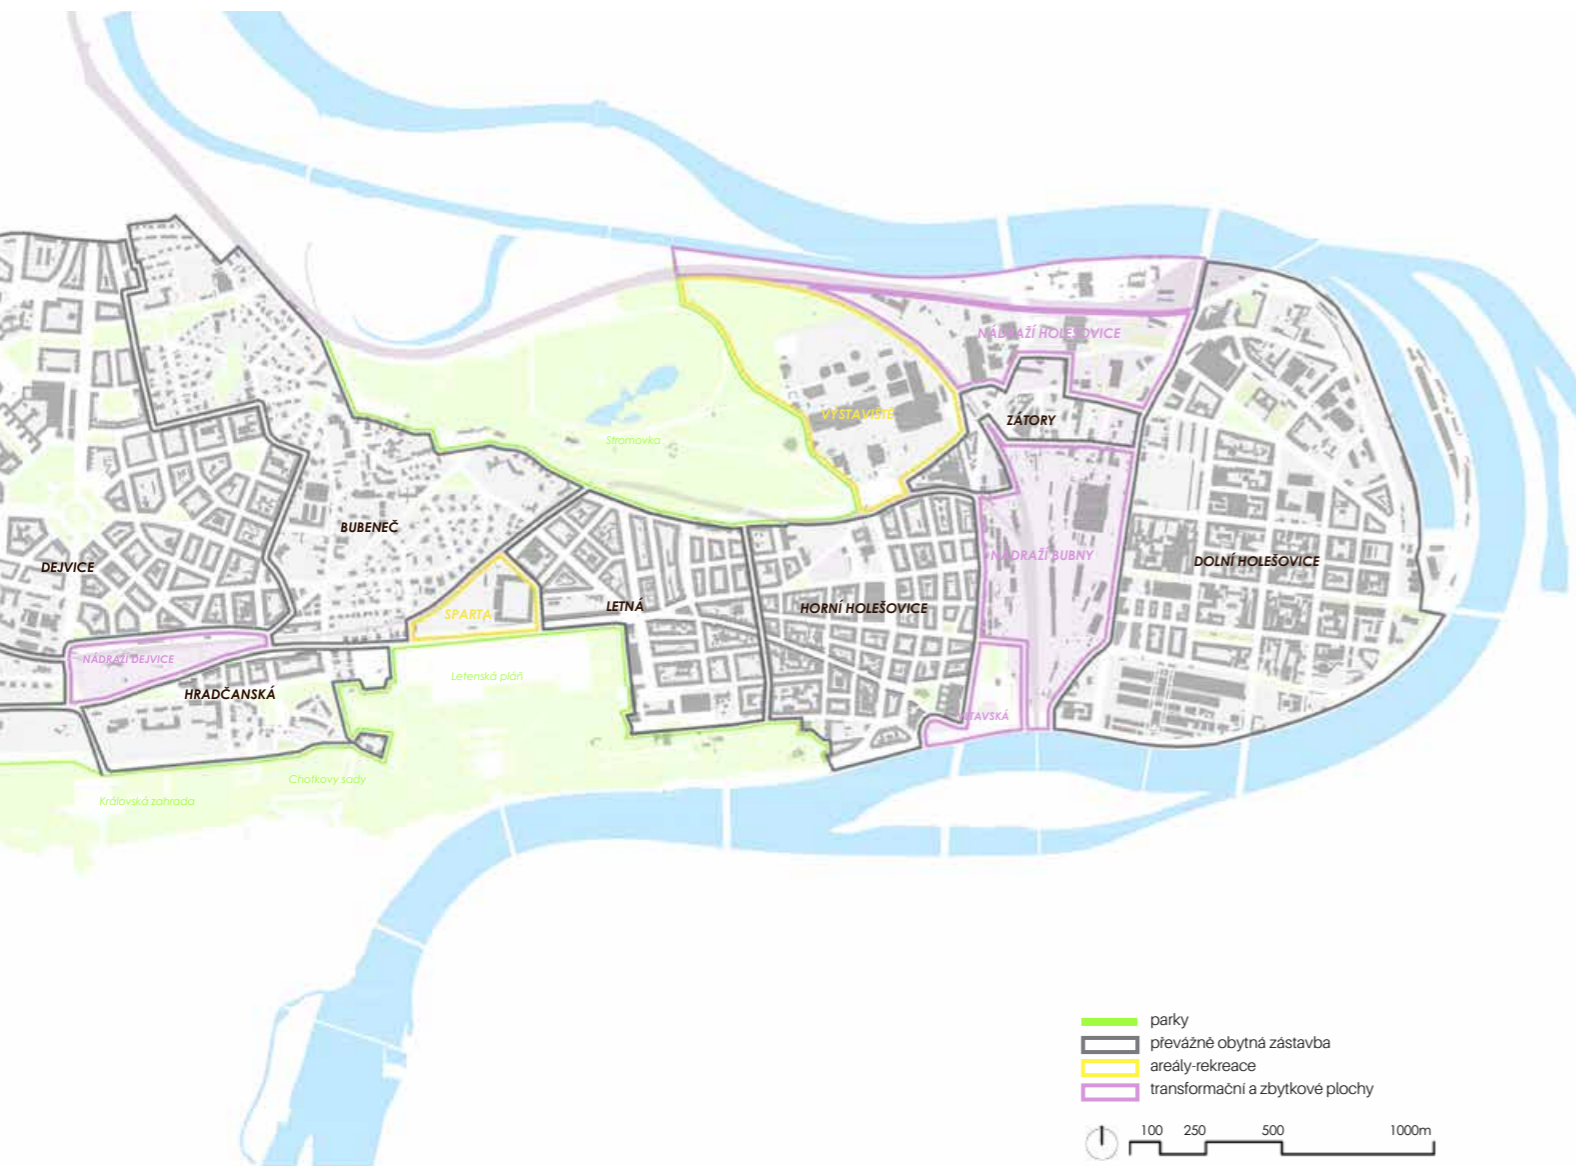 NÁDRAŽÍ HOLEŠOVICE
VÝSTAVIŠTĚ
ZÁTORY
Stromovka
BUBENEČ
NÁDRAŽÍ BUBNY
DOLNÍ HOLEŠOVICE
DEJVICE
SPARTA
LETNÁ
HORNÍ HOLEŠOVICE
NÁDRAŽÍ DEJVICE
Letenská pláň
HRADČANSKÁ
LTAVSKÁ
Chotkovy sady
Královská zahrada
parky
převážně obytná zástavba
areály-rekreace
transformační a zbytkové plochy
100 250 500 1000m